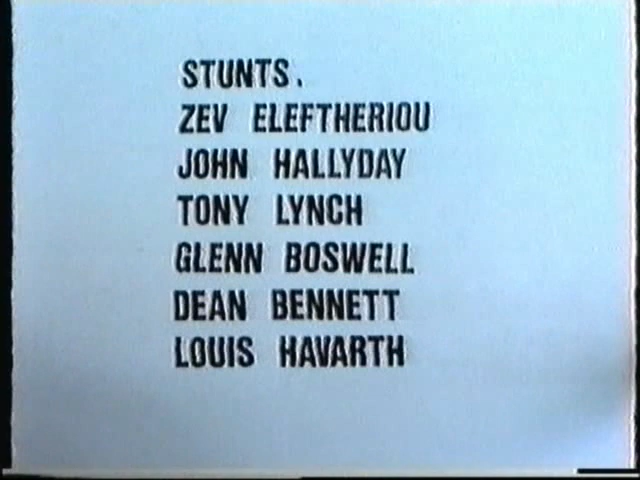 STUNTS.
ZEV ELEFTHERIOU
JOHN HALLYDAY
TONY LYNCH
GLENN BOSWELL
DEAN BENNETT
LOUIS HAVARTH